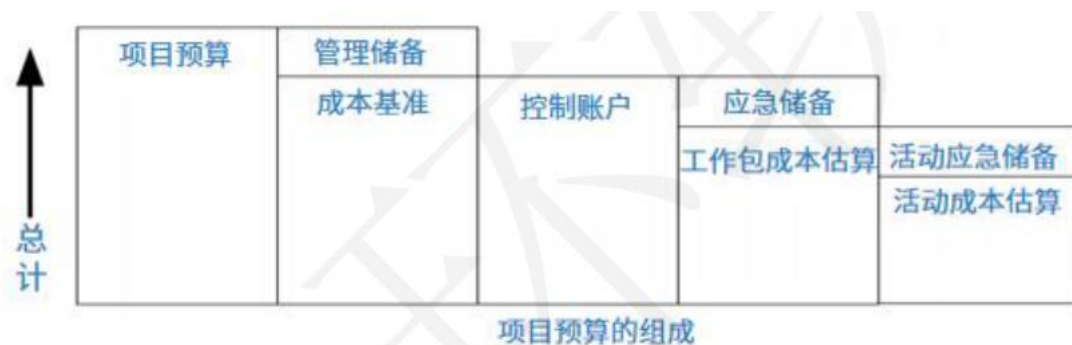 项目预算
管理储备
成本基准
控制账户
应急储备
工作包成本估算
活动应急储备
活动成本估算
总计
项目预算的组成